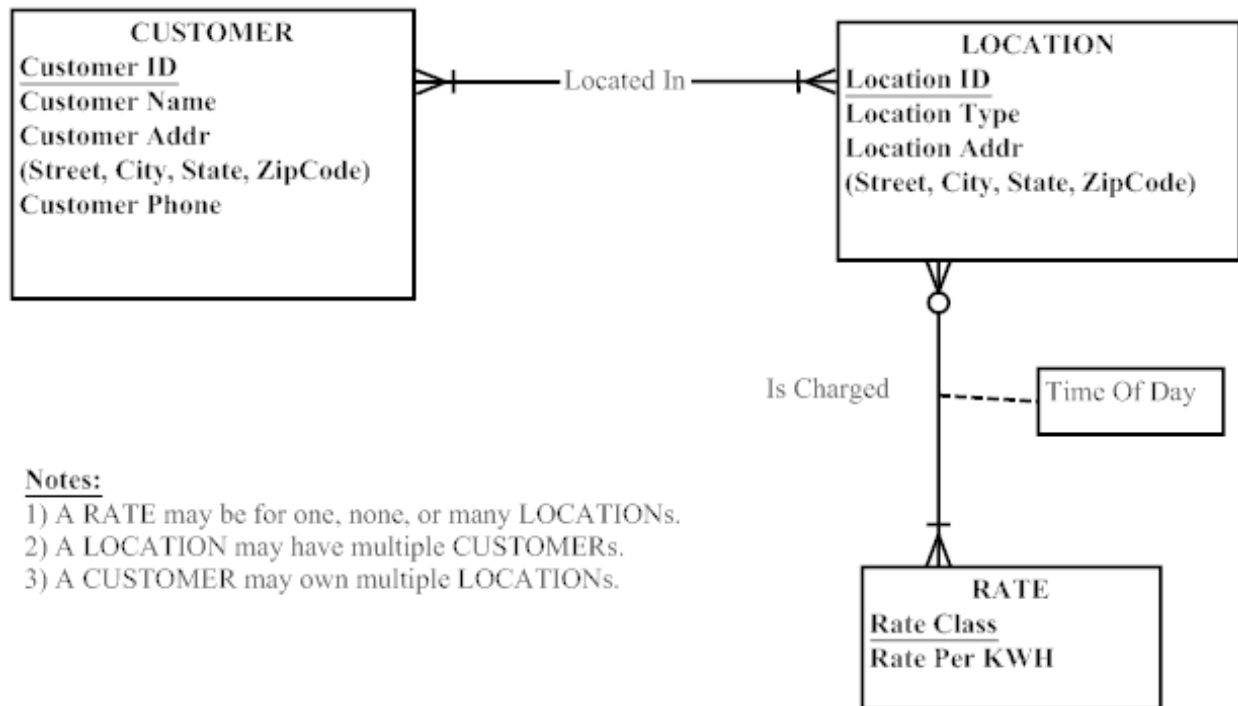 CUSTOMER
Customer ID
Customer Name
Customer Addr
(Street, City, State, ZipCode)
Customer Phone
Located In
LOCATION
Location ID
Location Type
Location Addr
(Street, City, State, ZipCode)
Is Charged
Time Of Day
Notes:
1) A RATE may be for one, none, or many LOCATIONs.
2) A LOCATION may have multiple CUSTOMERs.
3) A CUSTOMER may own multiple LOCATIONs.
RATE
Rate Class
Rate Per KWH